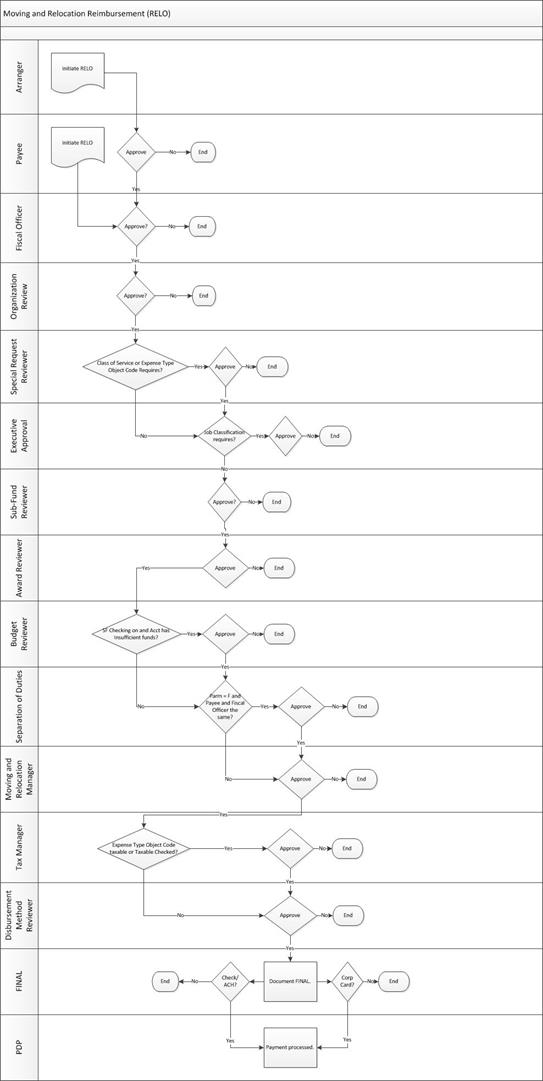 Moving and Relocation Reimbursement (RELO)
Arranger
Initiate RELO
Payee
Initiate RELO
Approve
No
End
Yes
Fiscal Officer
Approve?
No
End
Yes
Organization
Review
Approve?
No
End
Yes
Special Request
Reviewer
Class of Service or Expense Type
Object Code Requires?
Yes
Approve
No
End
Yes
Executive
Approval
No
Job Classification
requires?
Yes
Approve
No
End
No
Sub-Fund
Reviewer
Approve?
No
End
Yes
Award Reviewer
Yes
Approve
No
End
Budget
Reviewer
SF Checking on and Acct has
Insufficient funds?
Yes
Approve
No
End
Yes
Separation of Duties
No
Parm = F and
Payee and Fiscal
Officer the
same?
Yes
Approve
No
End
Yes
Moving and
Relocation
Manager
No
Approve
No
End
Yes
Tax Manager
Expense Type Object Code
taxable or Taxable Checked?
Yes
Approve
No
End
Yes
Disbursement
Method
Reviewer
No
Approve
No
End
Yes
FINAL
End
No
Check/
ACH?
Document FINAL.
Corp
Card?
No
End
Yes
Yes
PDP
Payment processed.